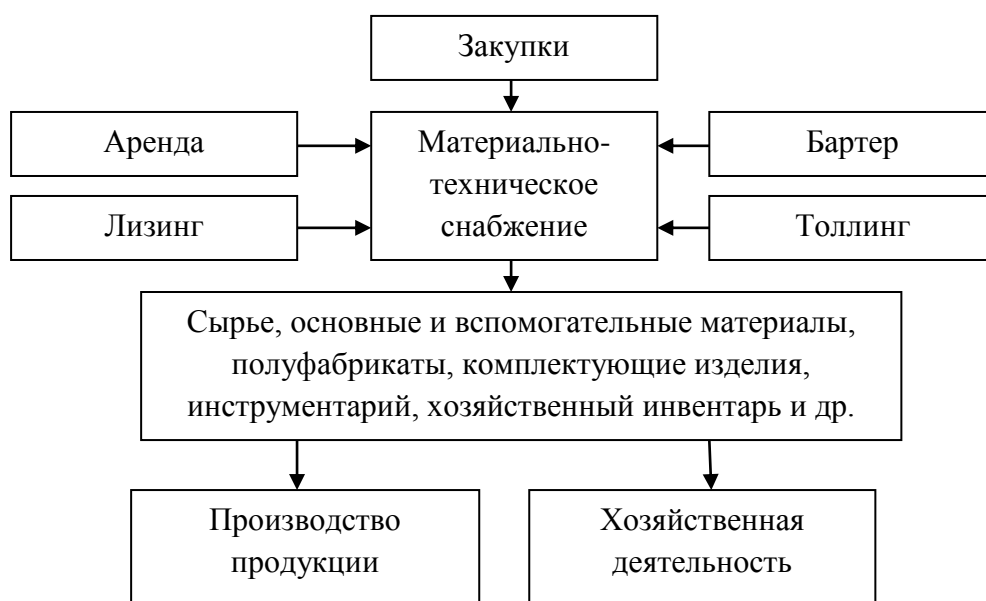 Закупки
Аренда
Материально-
техническое
снабжение
Бартер
Лизинг
Толлинг
Сырье, основные и вспомогательные материалы,
полуфабрикаты, комплектующие изделия,
инструментарий, хозяйственный инвентарь и др.
Производство
продукции
Хозяйственная
деятельность